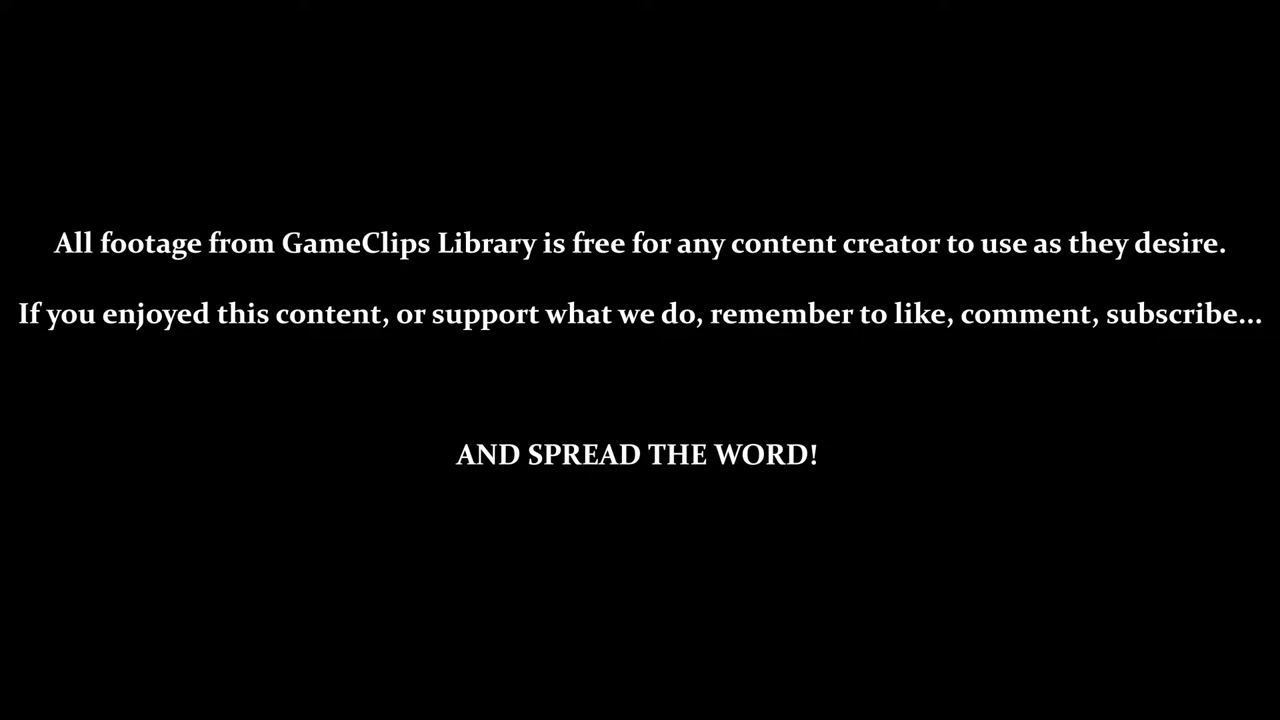 All footage from GameClips Library is free for any content creator to use as they desire.
If you enjoyed this content, or support what we do, remember to like, comment, subscribe...
AND SPREAD THE WORD!